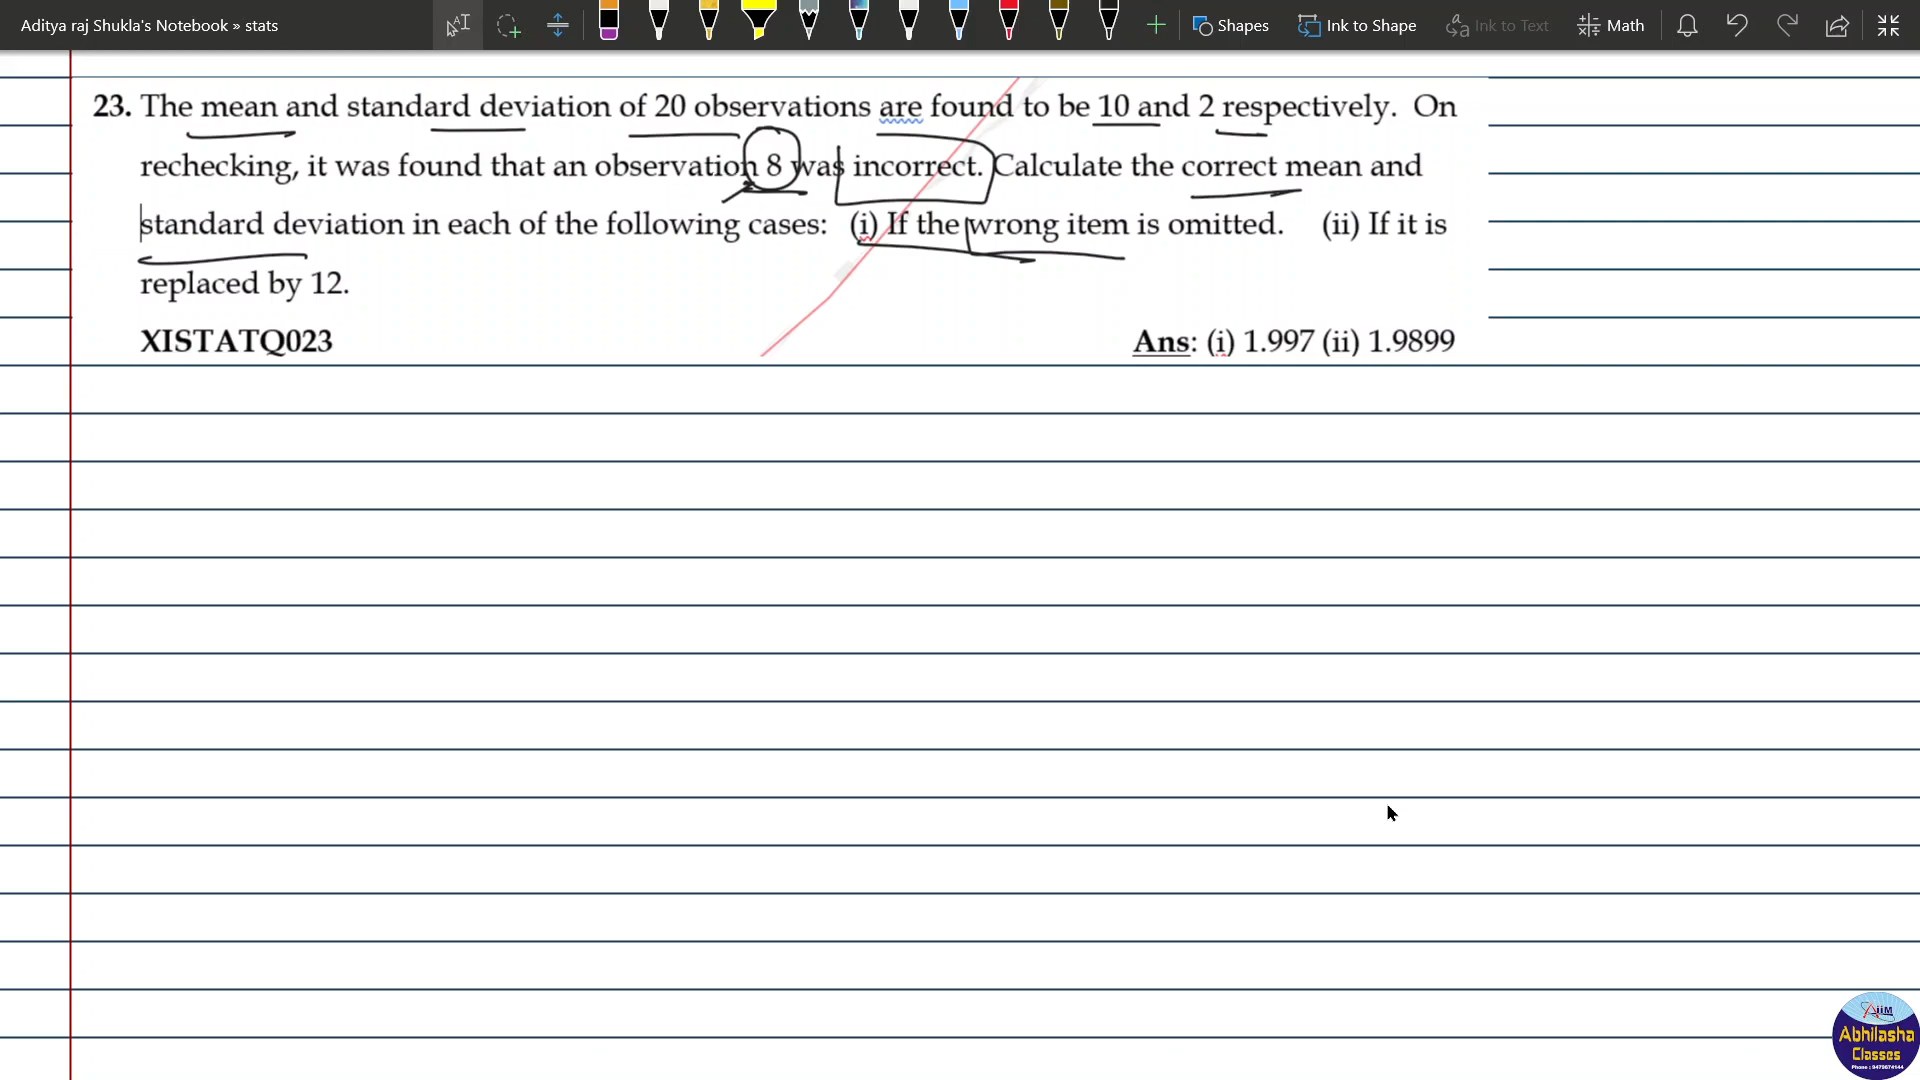 Aditya raj Shukla's Notebook » stats
Shapes
Ink to Shape
Ink to Text
Math
23. The mean and standard deviation of 20 observations are found to be 10 and 2 respectively. On
rechecking, it was found that an observation 8 was incorrect. Calculate the correct mean and
standard deviation in each of the following cases: (i) If the wrong item is omitted. (ii) If it is
replaced by 12.
XISTATQ023
Ans: (i) 1.997 (ii) 1.9899
AiiM
Abhilasha
Classes
Phone : 9479874144